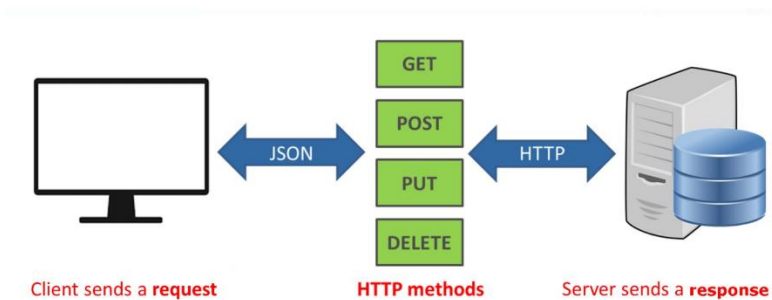 GET
POST
JSON
HTTP
PUT
DELETE
Client sends a request
HTTP methods
Server sends a response